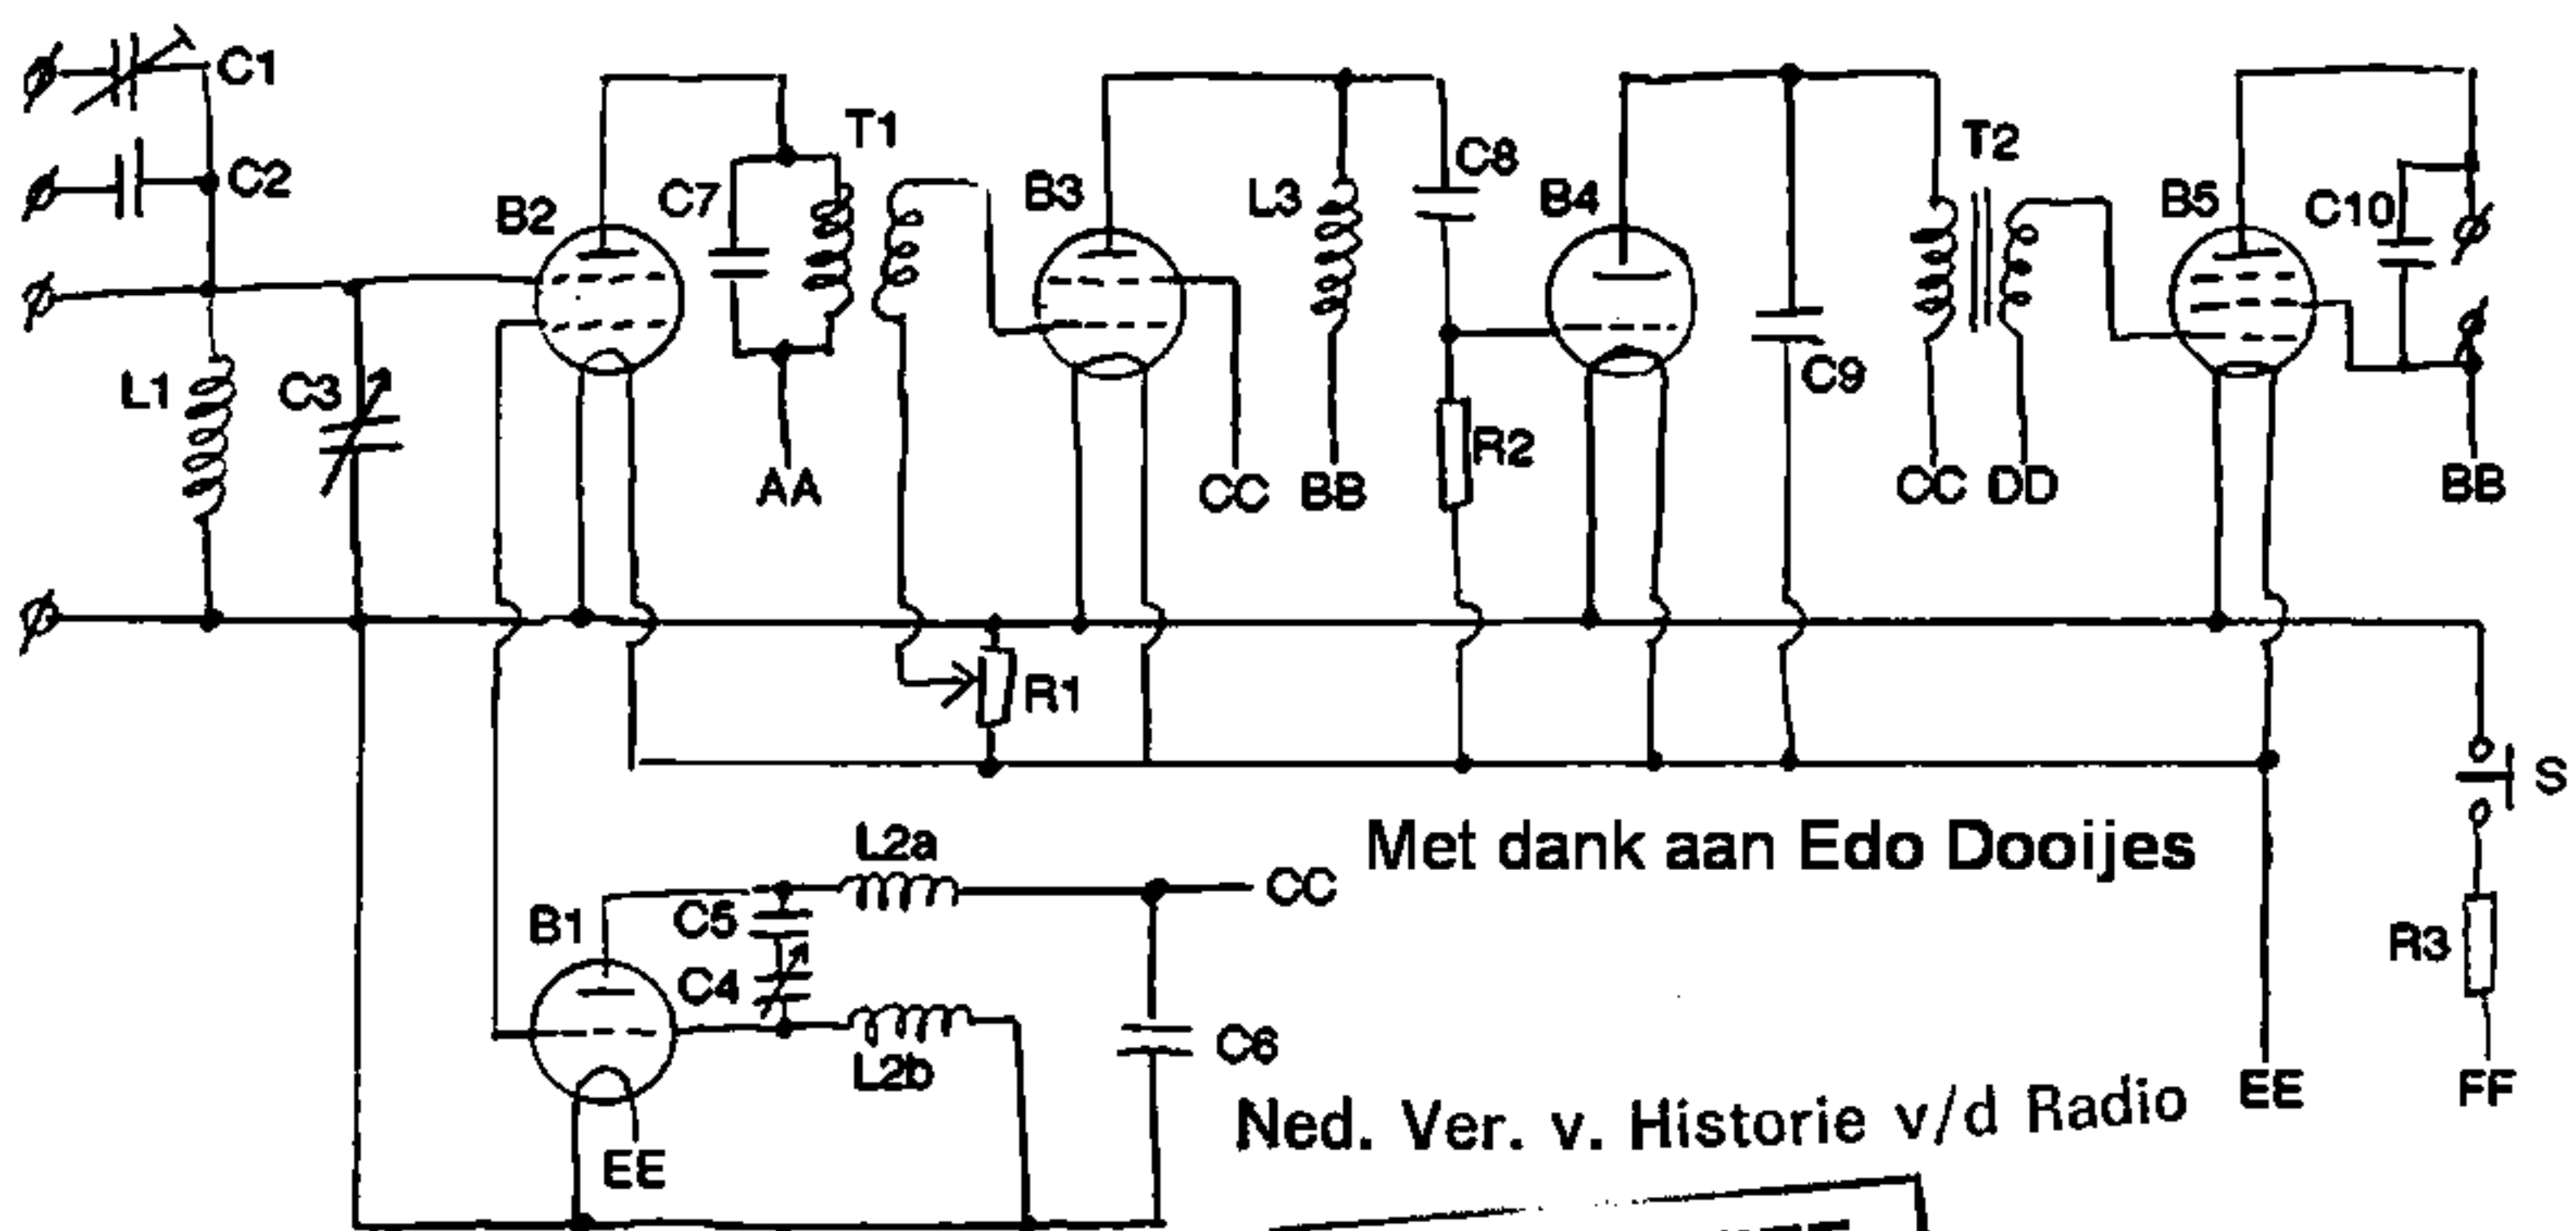 C1
C2
T1
T2
B2
C7
B3
L3
C8
B4
B5
C10
L1
C3
AA
CC
BB
R2
C9
CC
DD
BB
R1
S
Met dank aan Edo Dooijes
L2a
CC
B1
C5
C4
R3
L2b
C6
EE
FF
EE
Ned. Ver. v. Historie v/d Radio